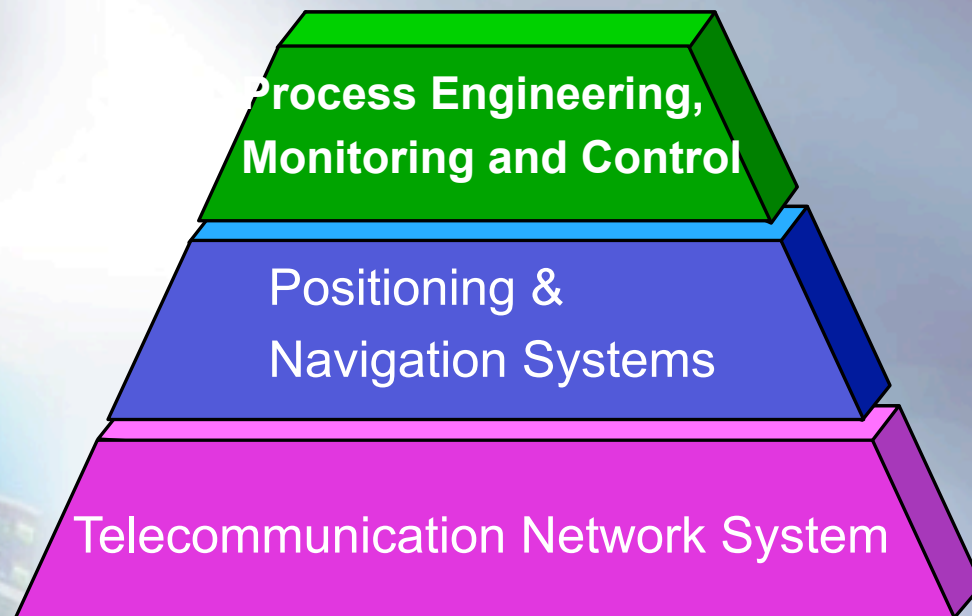 Process Engineering,
Monitoring and Control
Positioning &
Navigation Systems
Telecommunication Network System